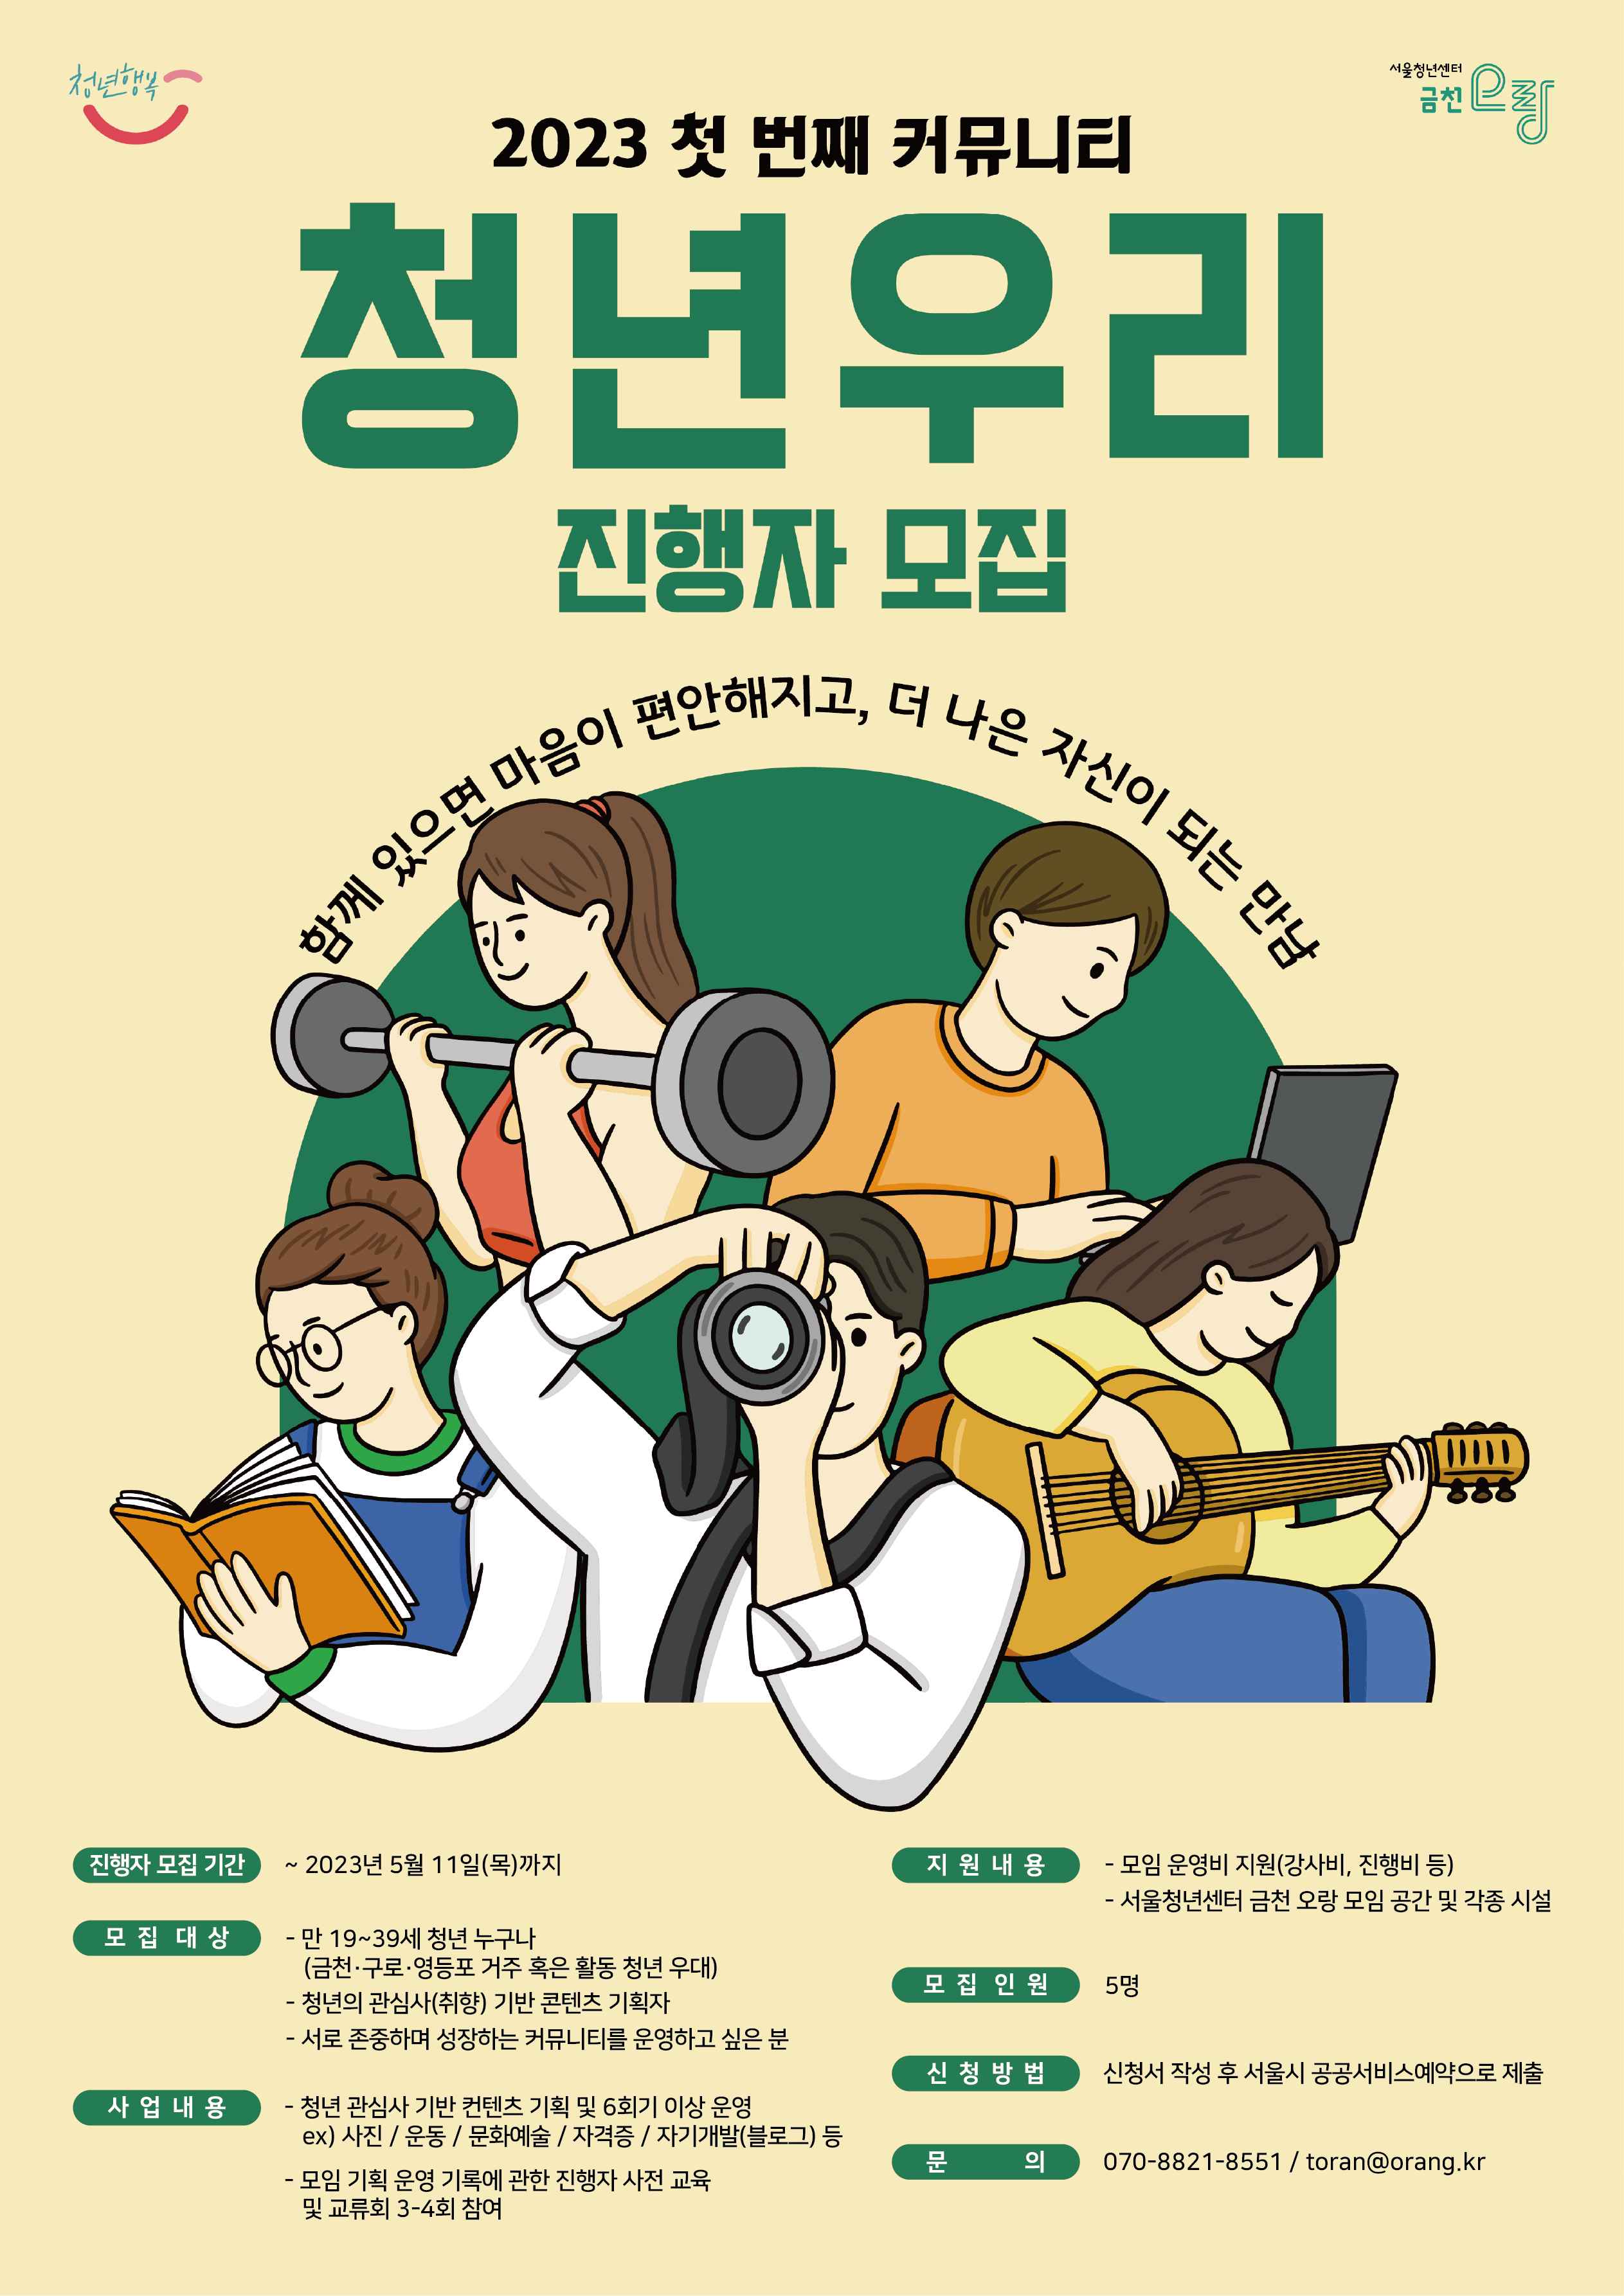 청년행복
서울청년센터
금천 오랑
2023 첫 번째 커뮤니티
청년우리
진행자 모집
함께 있으면 마음이 편안해지고, 더 나은 자신이 되는 만남
진행자 모집 기간
~ 2023년 5월 11일(목)까지
모 집 대 상
- 만 19~39세 청년 누구나
(금천·구로·영등포 거주 혹은 활동 청년 우대)
- 청년의 관심사(취향) 기반 콘텐츠 기획자
- 서로 존중하며 성장하는 커뮤니티를 운영하고 싶은 분
사 업 내 용
- 청년 관심사 기반 컨텐츠 기획 및 6회기 이상 운영
ex) 사진 / 운동 / 문화예술 / 자격증 / 자기개발(블로그) 등
- 모임 기획 운영 기록에 관한 진행자 사전 교육
및 교류회 3-4회 참여
지 원 내 용
- 모임 운영비 지원(강사비, 진행비 등)
- 서울청년센터 금천 오랑 모임 공간 및 각종 시설
모 집 인 원
5명
신 청 방 법
신청서 작성 후 서울시 공공서비스예약으로 제출
문 의
070-8821-8551 / toran@orang.kr